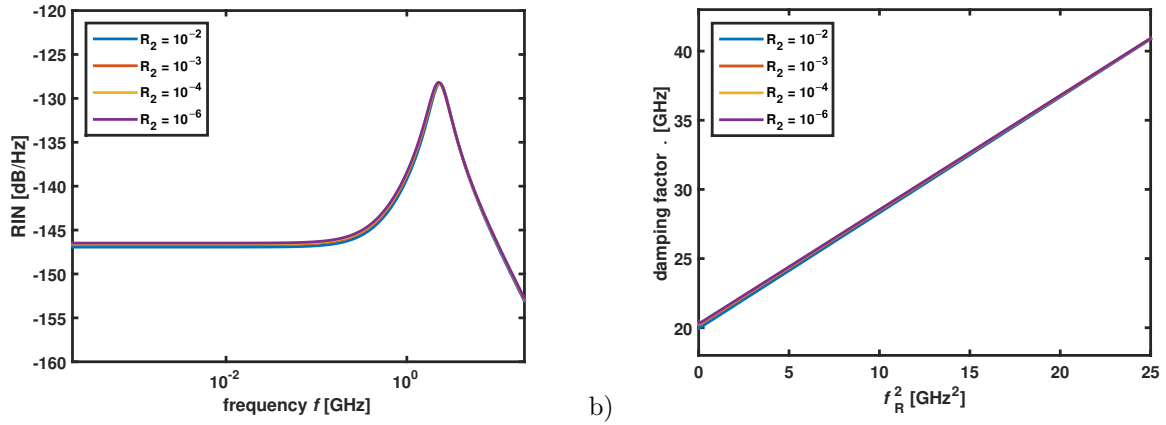 -120
-125
-130
-135
-140
-145
-150
-155
-160
RIN [dB/Hz]
R2 = 10-2
R2 = 10-3
R2 = 10-4
R2 = 10-6
10-2
100
frequency f [GHz]
b)
40
35
30
25
20
damping factor . [GHz]
R2 = 10-2
R2 = 10-3
R2 = 10-4
R2 = 10-6
0 5 10 15 20 25
fR2 [GHz2]